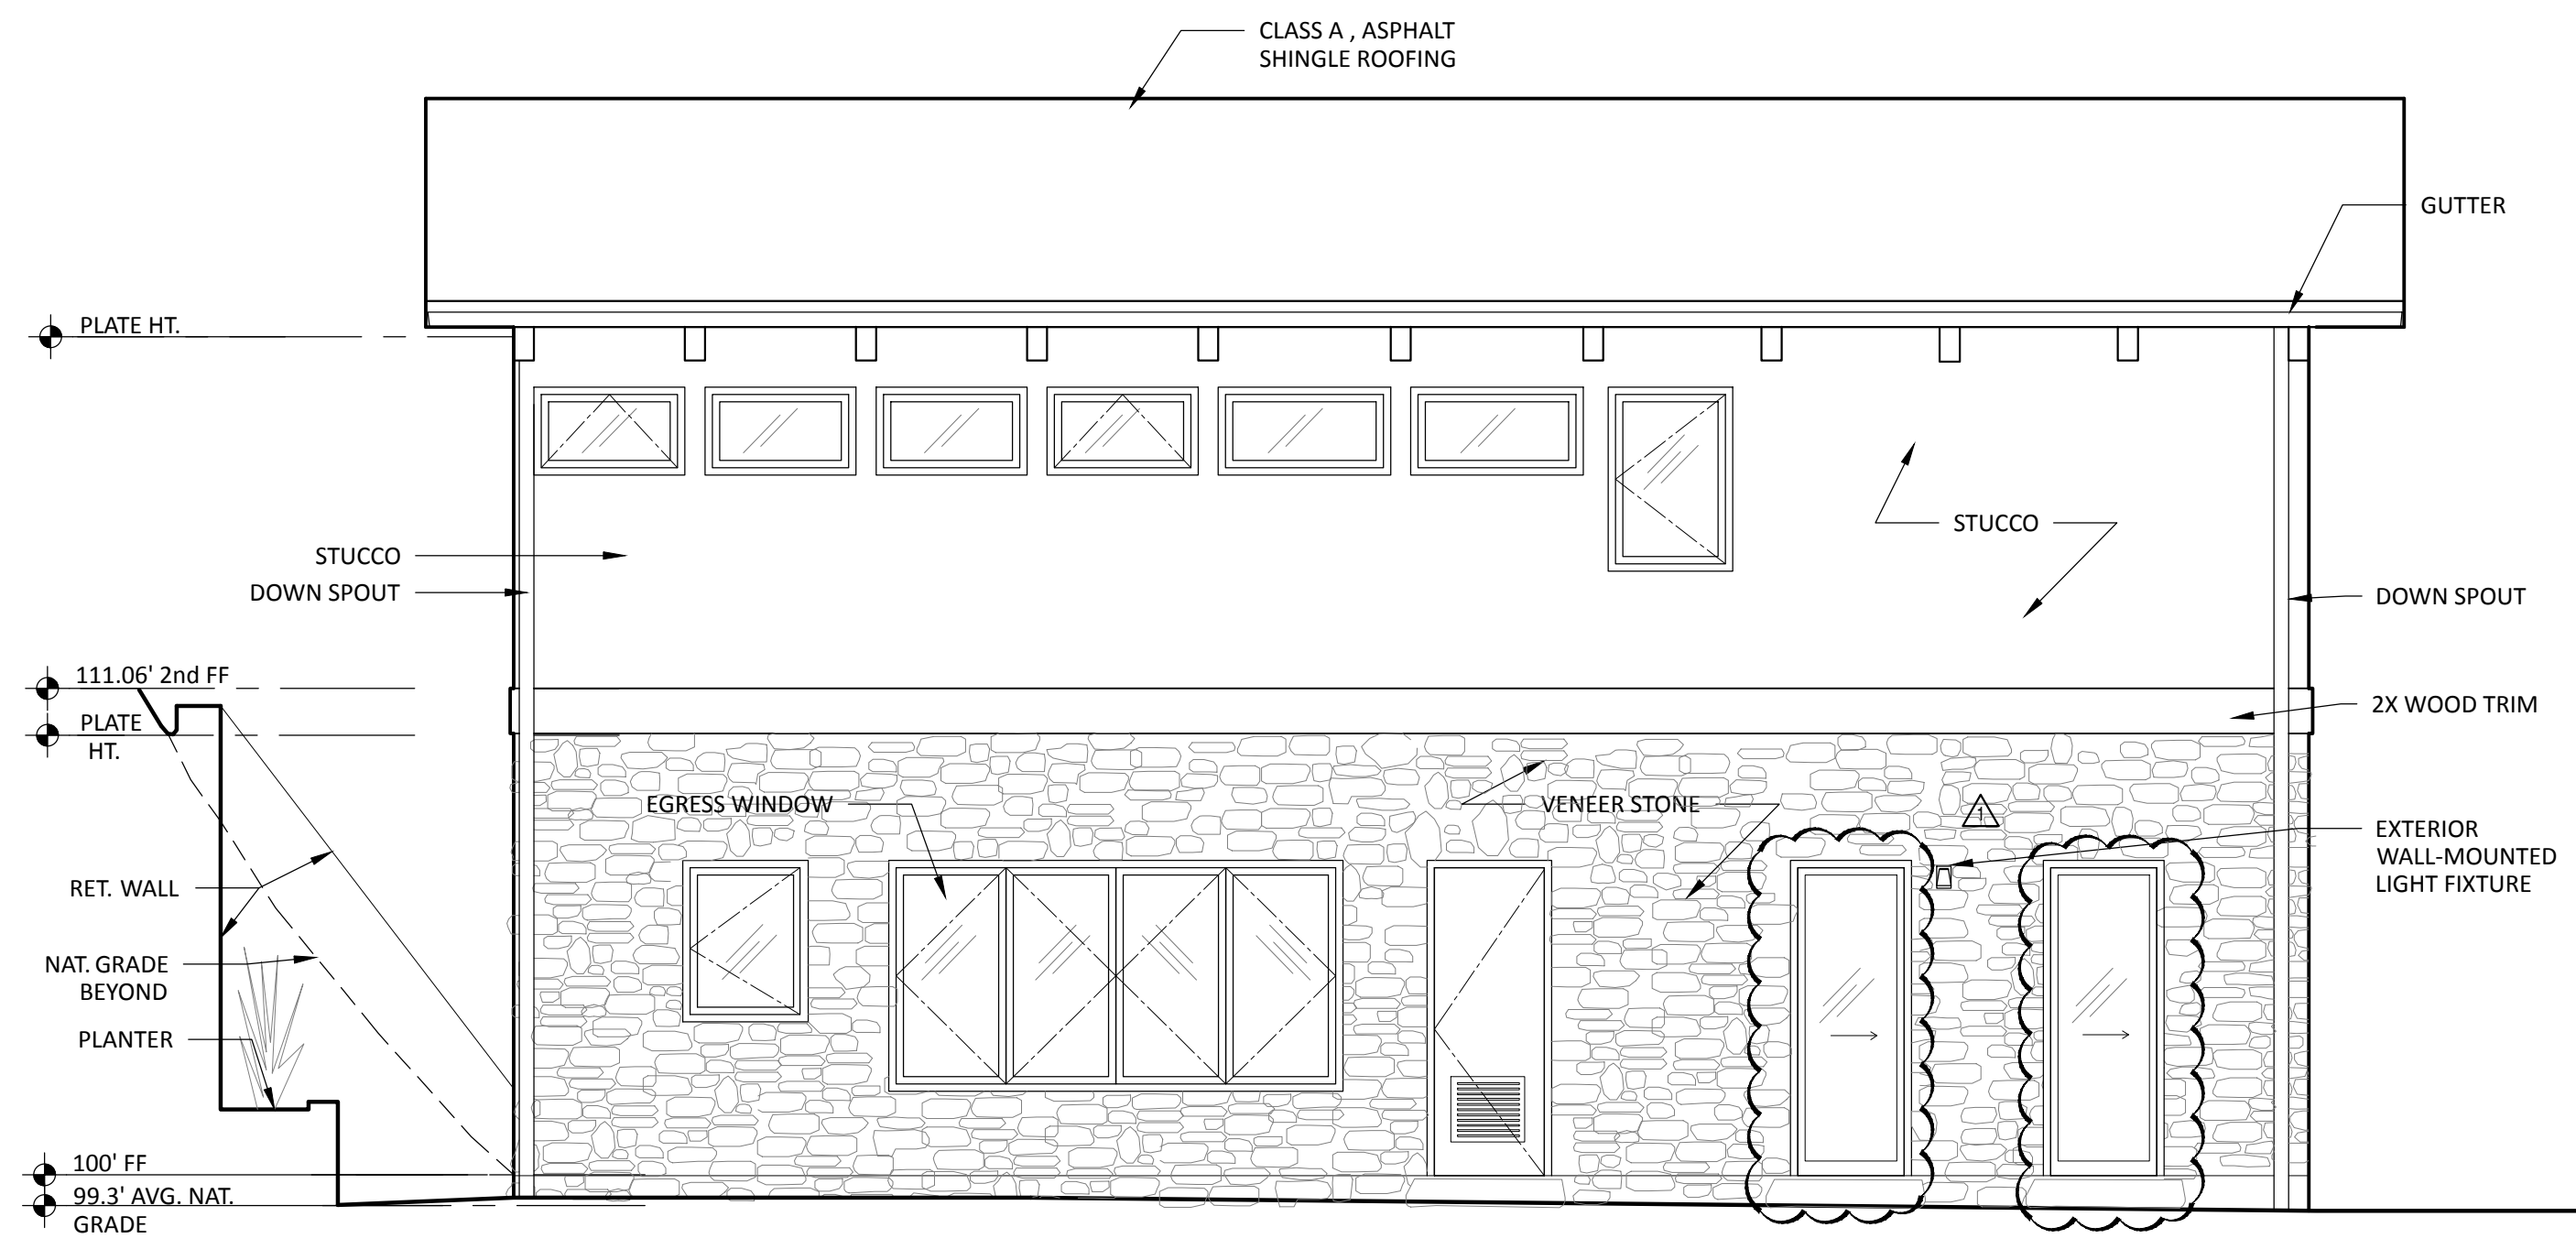 CLASS A , ASPHALT
SHINGLE ROOFING
GUTTER
PLATE HT.
STUCCO
STUCCO
DOWN SPOUT
DOWN SPOUT
111.06' 2nd FF
PLATE
HT.
2X WOOD TRIM
EGRESS WINDOW
VENEER STONE
1
EXTERIOR
WALL-MOUNTED
LIGHT FIXTURE
RET. WALL
NAT. GRADE
BEYOND
PLANTER
100' FF
99.3' AVG. NAT.
GRADE